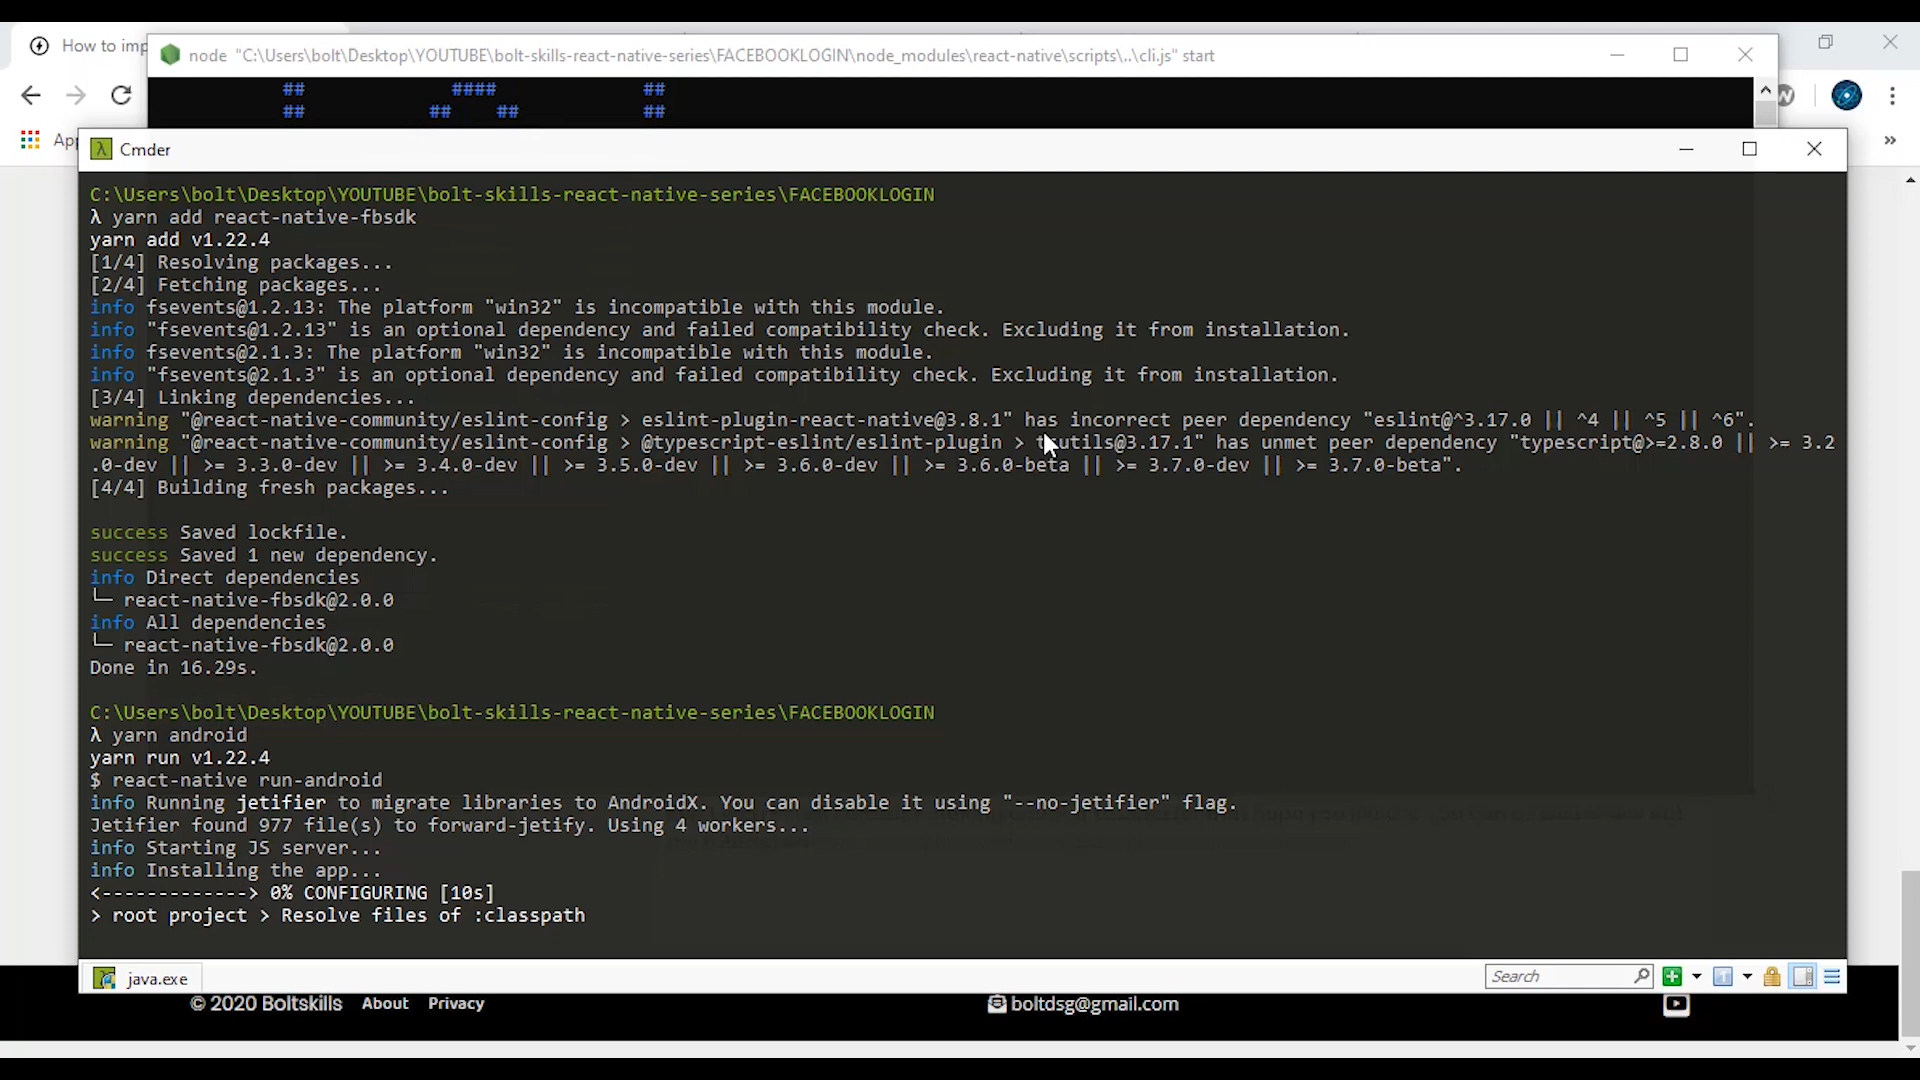 How to imp
node "C:\Users\bolt\Desktop\YOUTUBE\bolt-skills-react-native-series\FACEBOOKLOGIN\node_modules\react-native\scripts\..\cli.js" start
## #### ##
## ## ## ##
App
Cmder
C:\Users\bolt\Desktop\YOUTUBE\bolt-skills-react-native-series\FACEBOOKLOGIN
λ yarn add react-native-fbsdk
yarn add v1.22.4
[1/4] Resolving packages...
[2/4] Fetching packages...
info fsevents@1.2.13: The platform "win32" is incompatible with this module.
info "fsevents@1.2.13" is an optional dependency and failed compatibility check. Excluding it from installation.
info fsevents@2.1.3: The platform "win32" is incompatible with this module.
info "fsevents@2.1.3" is an optional dependency and failed compatibility check. Excluding it from installation.
[3/4] Linking dependencies...
warning "@react-native-community/eslint-config > eslint-plugin-react-native@3.8.1" has incorrect peer dependency "eslint@^3.17.0 || ^4 || ^5 || ^6".
warning "@react-native-community/eslint-config > @typescript-eslint/eslint-plugin > tsutils@3.17.1" has unmet peer dependency "typescript@>=2.8.0 || >= 3.2
.0-dev || >= 3.3.0-dev || >= 3.4.0-dev || >= 3.5.0-dev || >= 3.6.0-dev || >= 3.6.0-beta || >= 3.7.0-dev || >= 3.7.0-beta".
[4/4] Building fresh packages...
success Saved lockfile.
success Saved 1 new dependency.
info Direct dependencies
└─ react-native-fbsdk@2.0.0
info All dependencies
└─ react-native-fbsdk@2.0.0
Done in 16.29s.
C:\Users\bolt\Desktop\YOUTUBE\bolt-skills-react-native-series\FACEBOOKLOGIN
λ yarn android
yarn run v1.22.4
$ react-native run-android
info Running jetifier to migrate libraries to AndroidX. You can disable it using "--no-jetifier" flag.
Jetifier found 977 file(s) to forward-jetify. Using 4 workers...
info Starting JS server...
info Installing the app...
<-------------> 0% CONFIGURING [10s]
> root project > Resolve files of :classpath
java.exe
Search
© 2020 Boltskills About Privacy
boltdsg@gmail.com